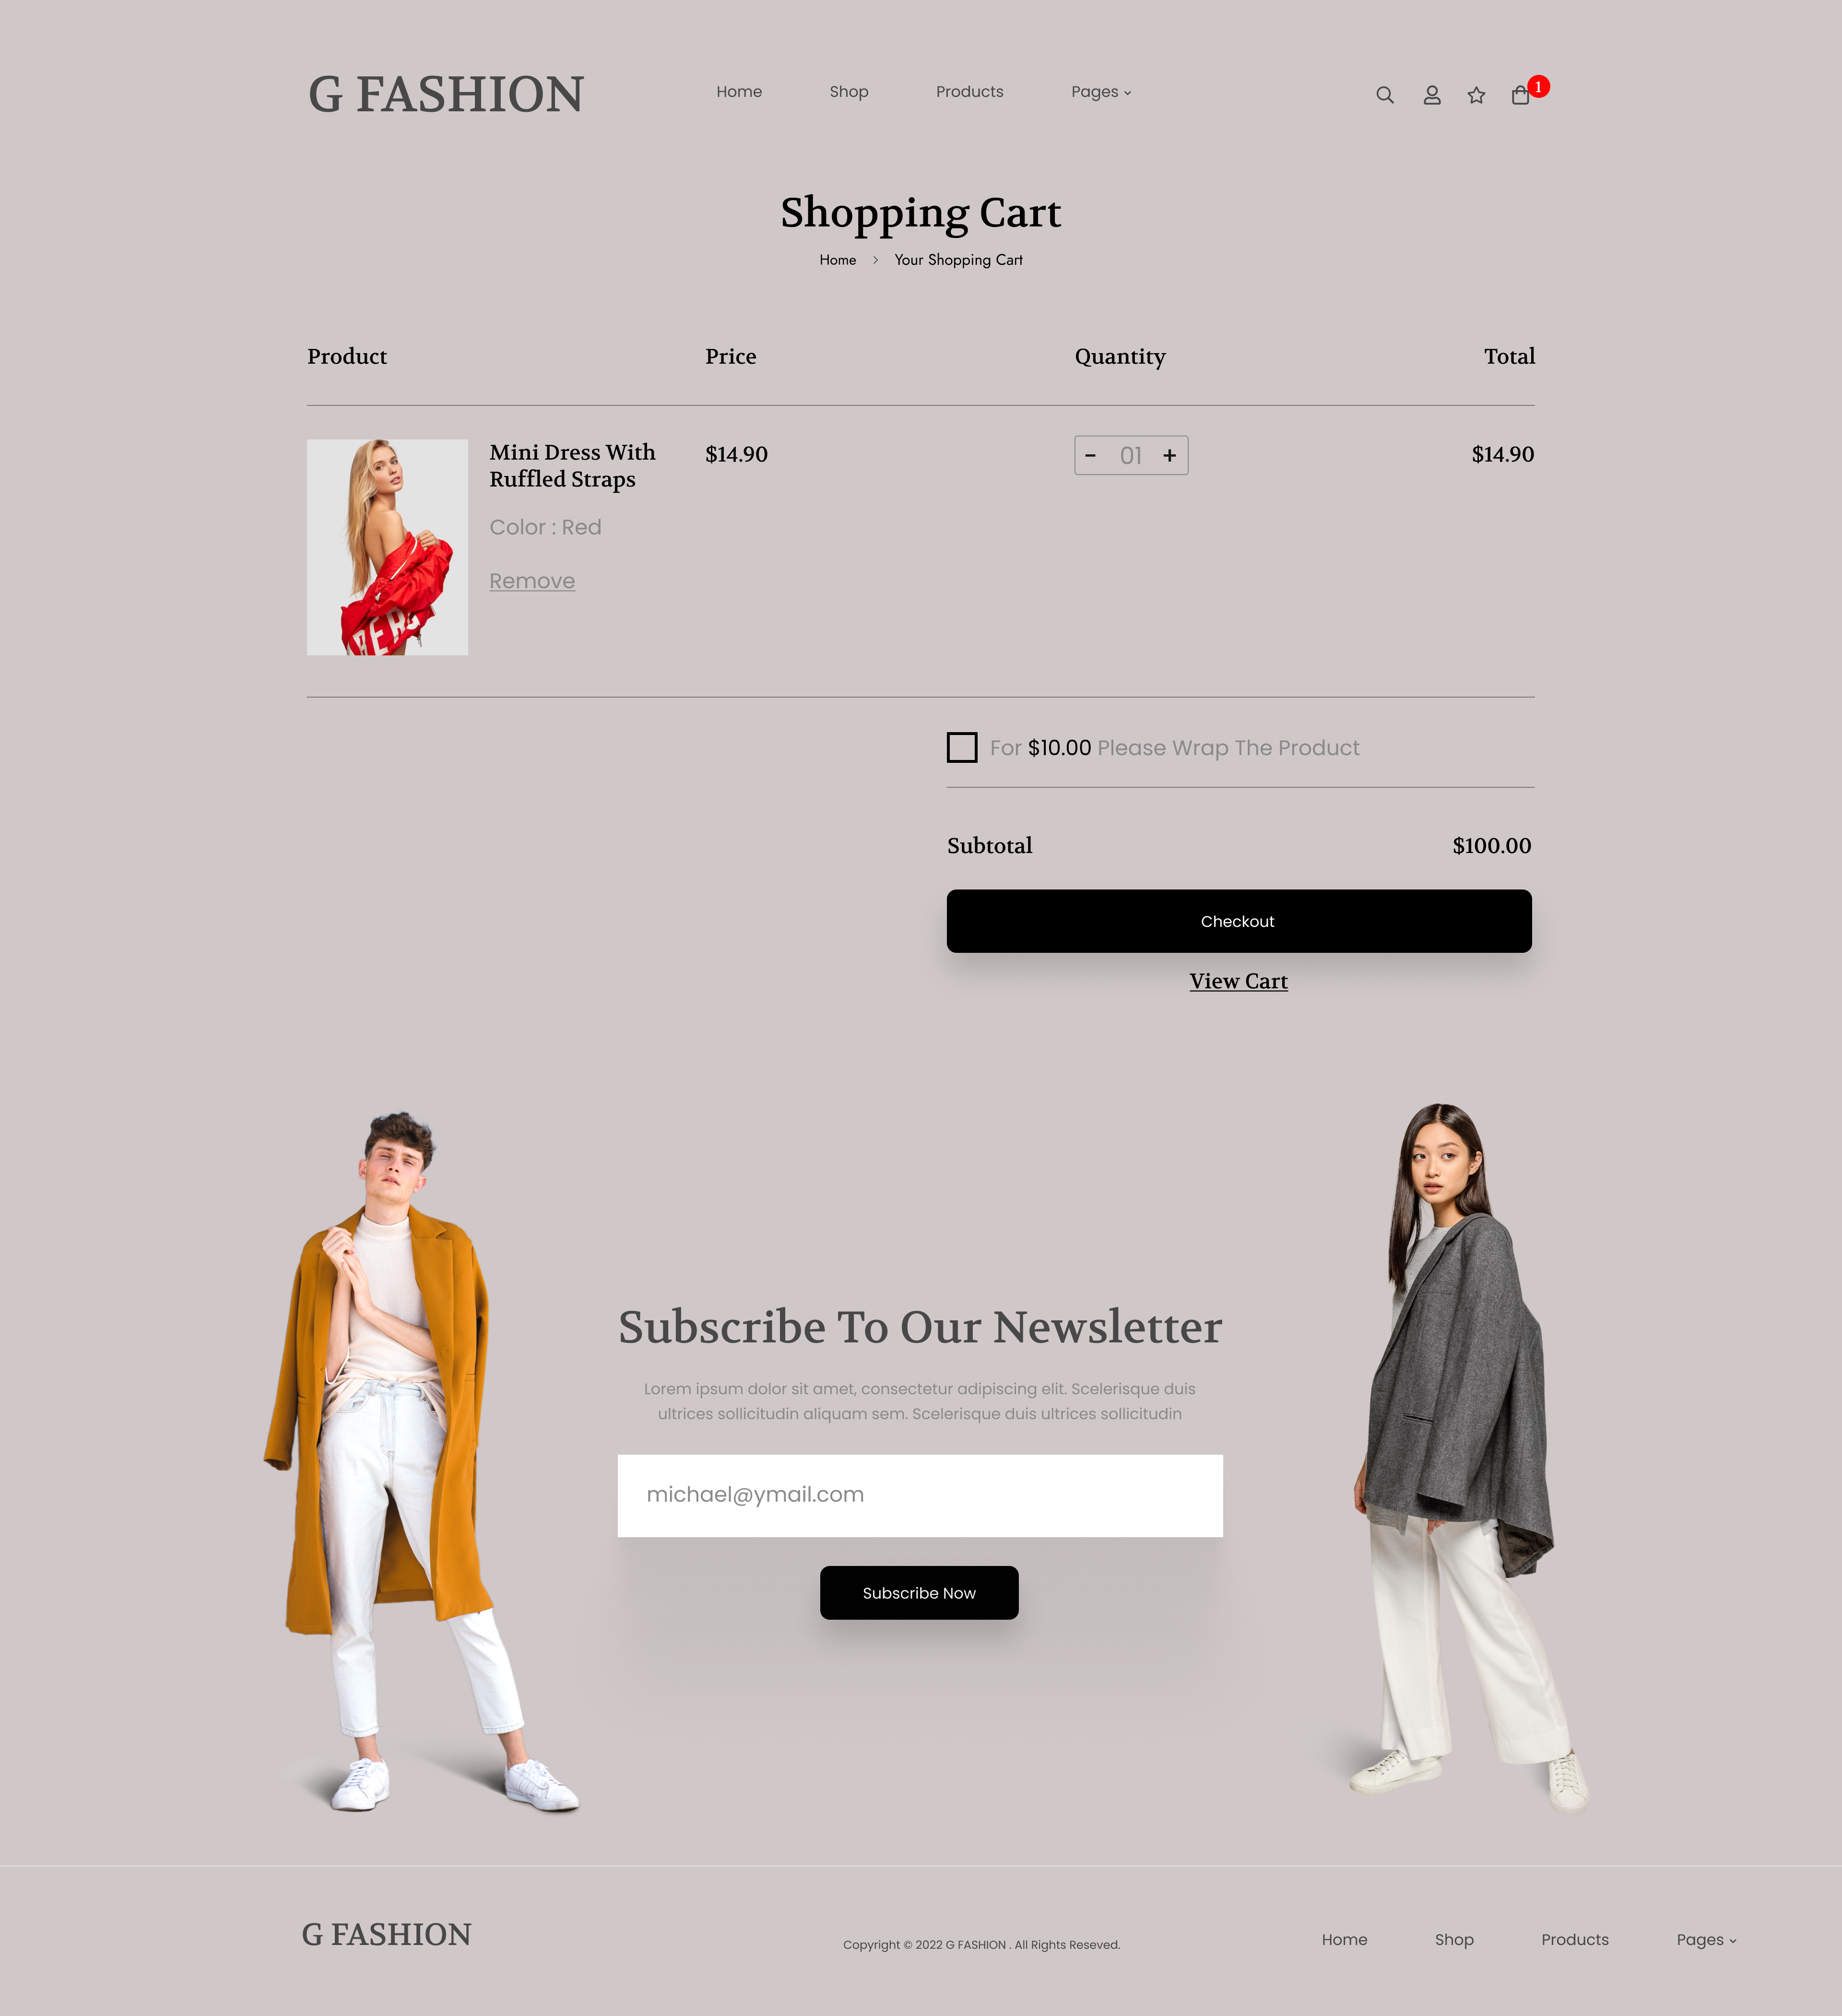 G FASHION
Home Shop Products Pages
1
Shopping Cart
Home Your Shopping Cart
Product Price Quantity Total
Mini Dress With
Ruffled Straps
$14.90
- 01 +
$14.90
Color : Red
Remove
For $10.00 Please Wrap The Product
Subtotal $100.00
Checkout
View Cart
Subscribe To Our Newsletter
Lorem ipsum dolor sit amet, consectetur adipiscing elit. Scelerisque duis
ultrices sollicitudin aliquam sem. Scelerisque duis ultrices sollicitudin
michael@ymail.com
Subscribe Now
G FASHION
Copyright © 2022 G FASHION . All Rights Reseved.
Home Shop Products Pages